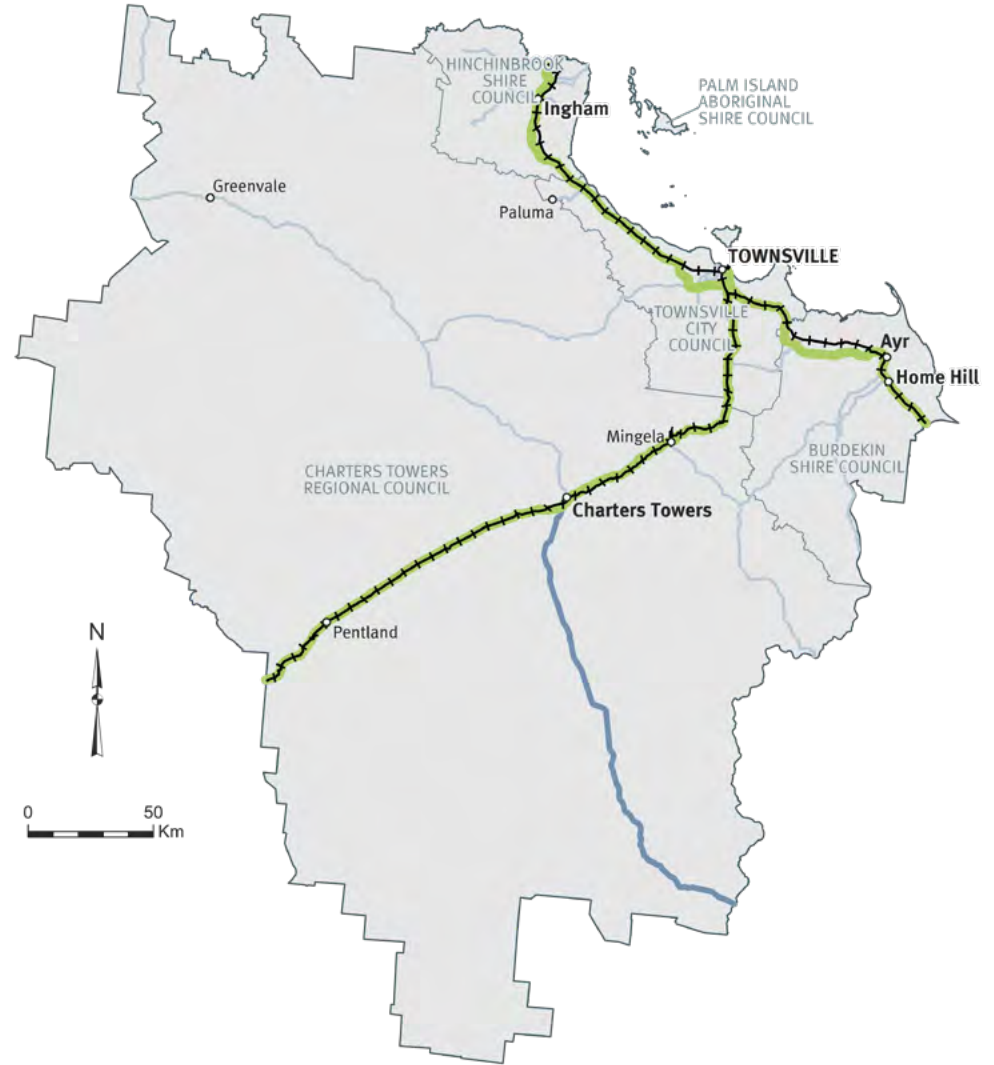 HINCHINBROOK
SHIRE
COUNCIL
Ingham
PALM ISLAND
ABORIGINAL
SHIRE COUNCIL
Greenvale
Paluma
TOWNSVILLE
TOWNSVILLE
CITY
COUNCIL
Ayr
Home Hill
Mingela
BURDEKIN
SHIRE COUNCIL
CHARTERS TOWERS
REGIONAL COUNCIL
Charters Towers
Pentland
N
0 50
Km